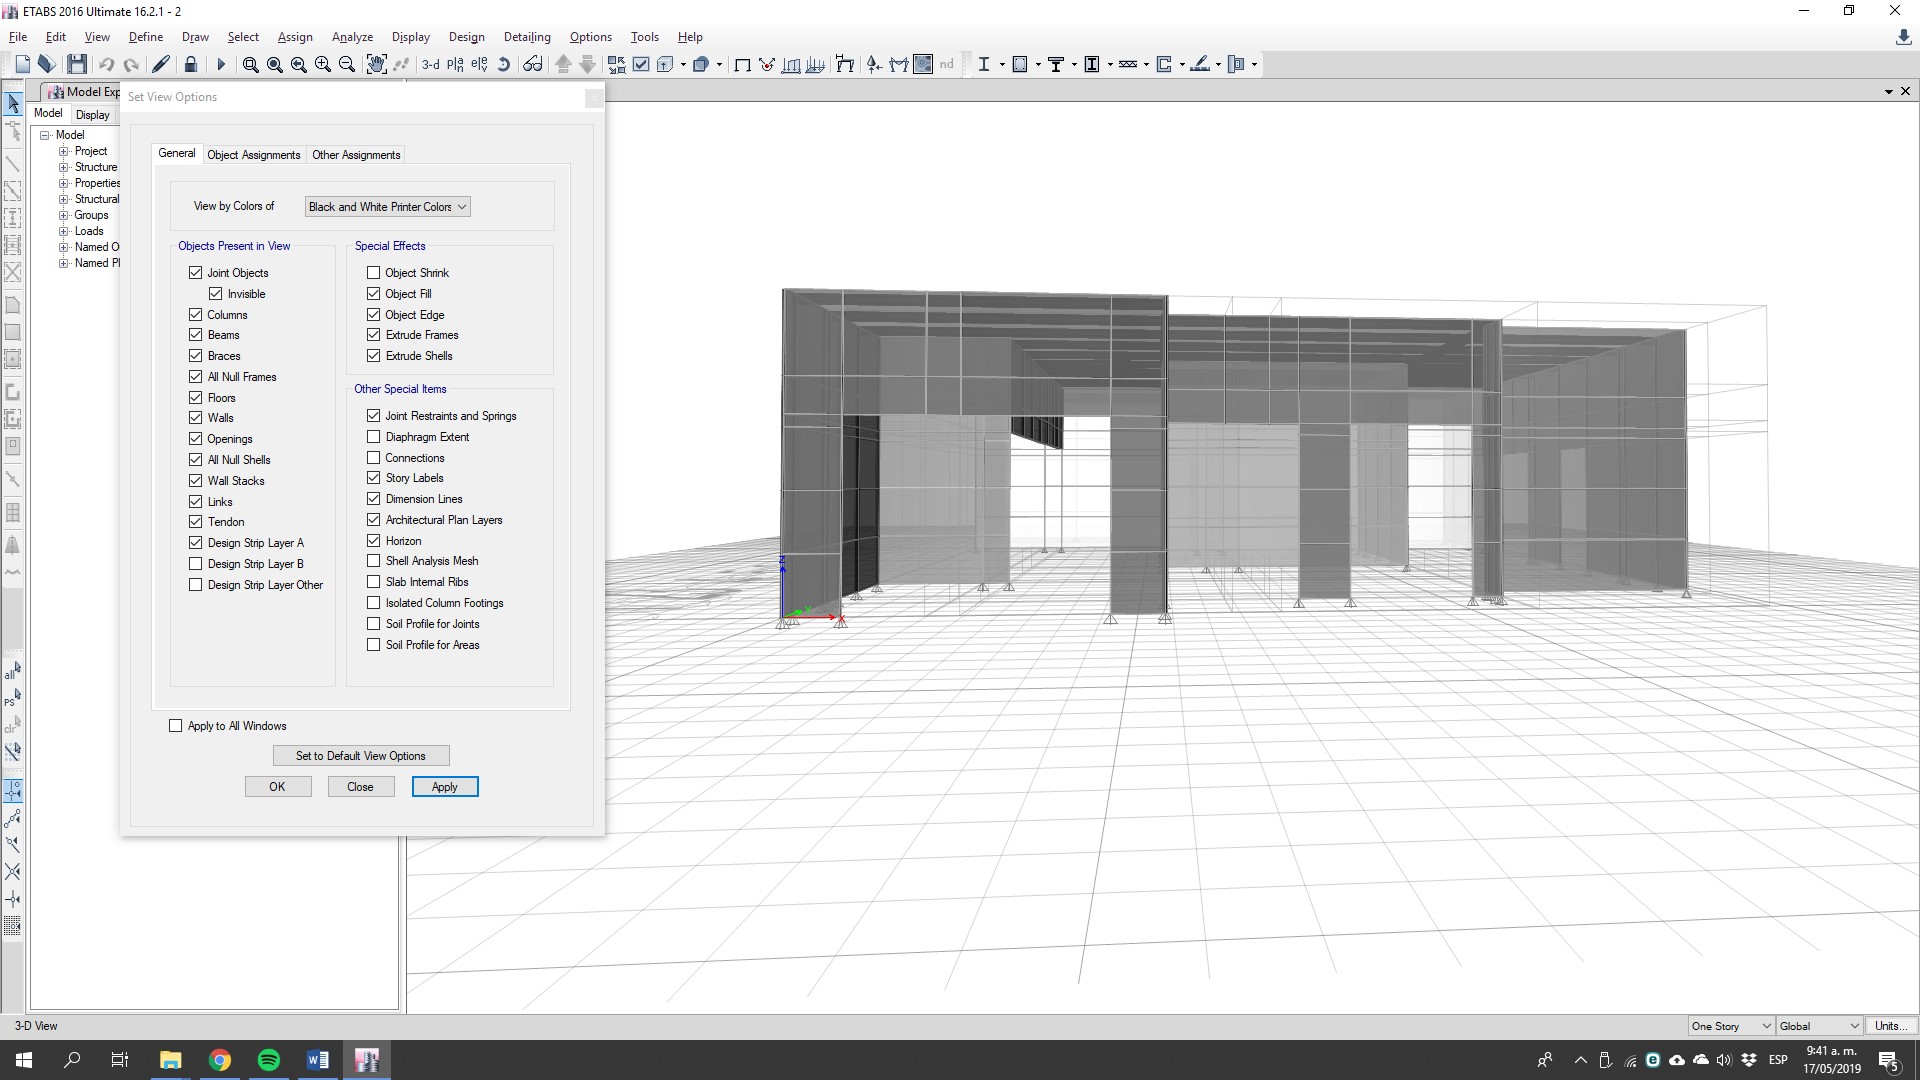 ETABS 2016 Ultimate 16.2.1 - 2
File Edit View Define Draw Select Assign Analyze Display Design Detailing Options Tools Help
3-d nd
Model Exp
Set View Options
Model Display
General Object Assignments Other Assignments
Model
Project
Structure
Properties
Structural
Groups
Loads
Named O
Named Pl
View by Colors of Black and White Printer Colors
Objects Present in View
Joint Objects
Invisible
Columns
Beams
Braces
All Null Frames
Floors
Walls
Openings
All Null Shells
Wall Stacks
Links
Tendon
Design Strip Layer A
Design Strip Layer B
Design Strip Layer Other
Special Effects
Object Shrink
Object Fill
Object Edge
Extrude Frames
Extrude Shells
Other Special Items
Joint Restraints and Springs
Diaphragm Extent
Connections
Story Labels
Dimension Lines
Architectural Plan Layers
Horizon
Shell Analysis Mesh
Slab Internal Ribs
Isolated Column Footings
Soil Profile for Joints
Soil Profile for Areas
Apply to All Windows
Set to Default View Options
OK Close Apply
all
PS
clr
Z
X
3-D View One Story Global Units...
ESP 9:41 a. m.
17/05/2019
5